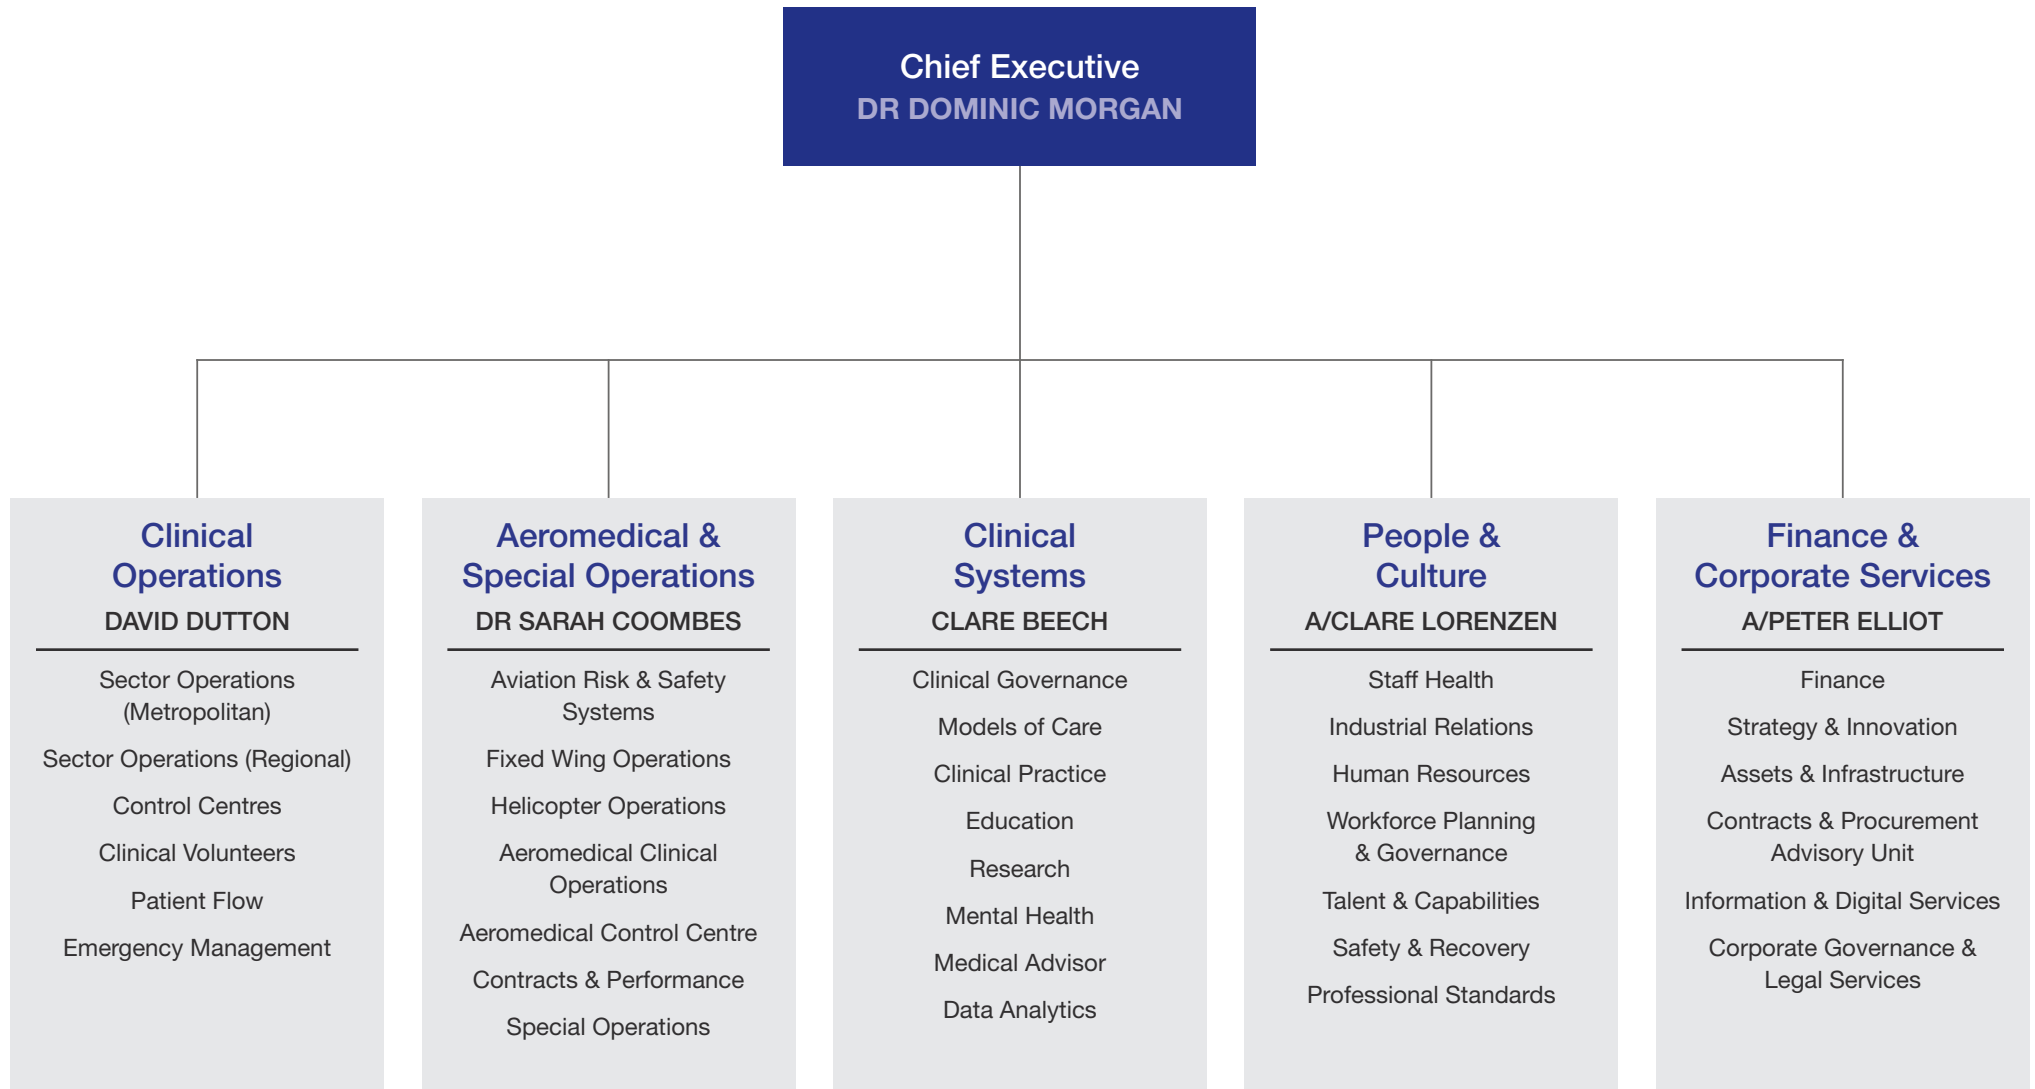 Chief Executive
DR DOMINIC MORGAN
Clinical
Operations
DAVID DUTTON
Sector Operations
(Metropolitan)
Sector Operations (Regional)
Control Centres
Clinical Volunteers
Patient Flow
Emergency Management
Aeromedical &
Special Operations
DR SARAH COOMBES
Aviation Risk & Safety
Systems
Fixed Wing Operations
Helicopter Operations
Aeromedical Clinical
Operations
Aeromedical Control Centre
Contracts & Performance
Special Operations
Clinical
Systems
CLARE BEECH
Clinical Governance
Models of Care
Clinical Practice
Education
Research
Mental Health
Medical Advisor
Data Analytics
People &
Culture
A/CLARE LORENZEN
Staff Health
Industrial Relations
Human Resources
Workforce Planning
& Governance
Talent & Capabilities
Safety & Recovery
Professional Standards
Finance &
Corporate Services
A/PETER ELLIOT
Finance
Strategy & Innovation
Assets & Infrastructure
Contracts & Procurement
Advisory Unit
Information & Digital Services
Corporate Governance &
Legal Services